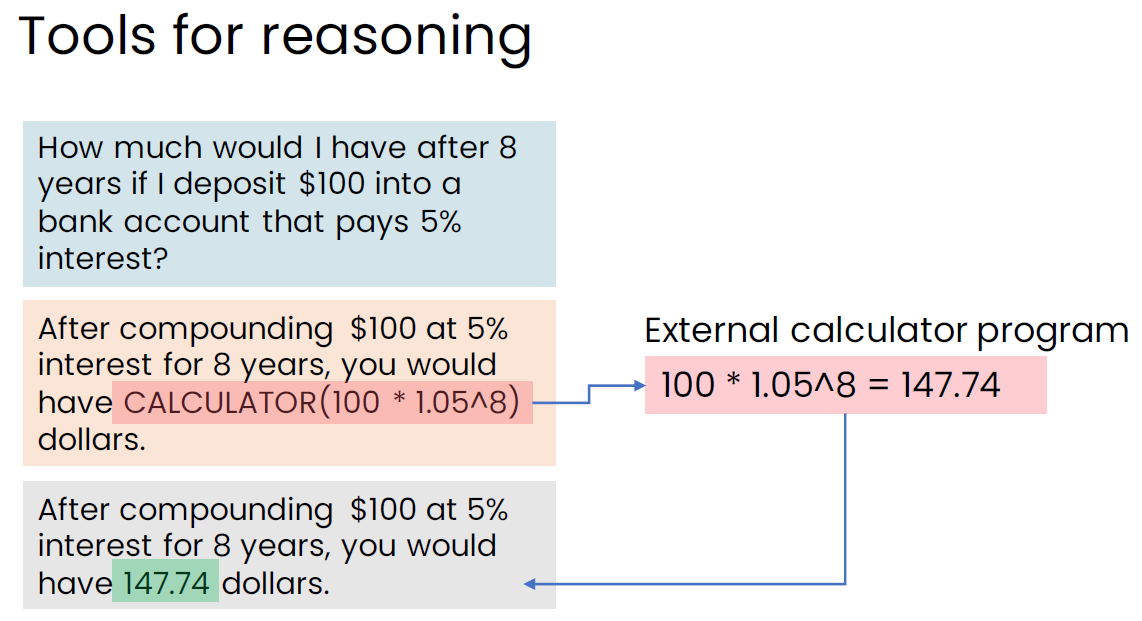 Tools for reasoning
How much would I have after 8
years if I deposit $100 into a
bank account that pays 5%
interest?
After compounding $100 at 5%
interest for 8 years, you would
have CALCULATOR(100 * 1.05^8)
dollars.
External calculator program
100 * 1.05^8 = 147.74
After compounding $100 at 5%
interest for 8 years, you would
have 147.74 dollars.